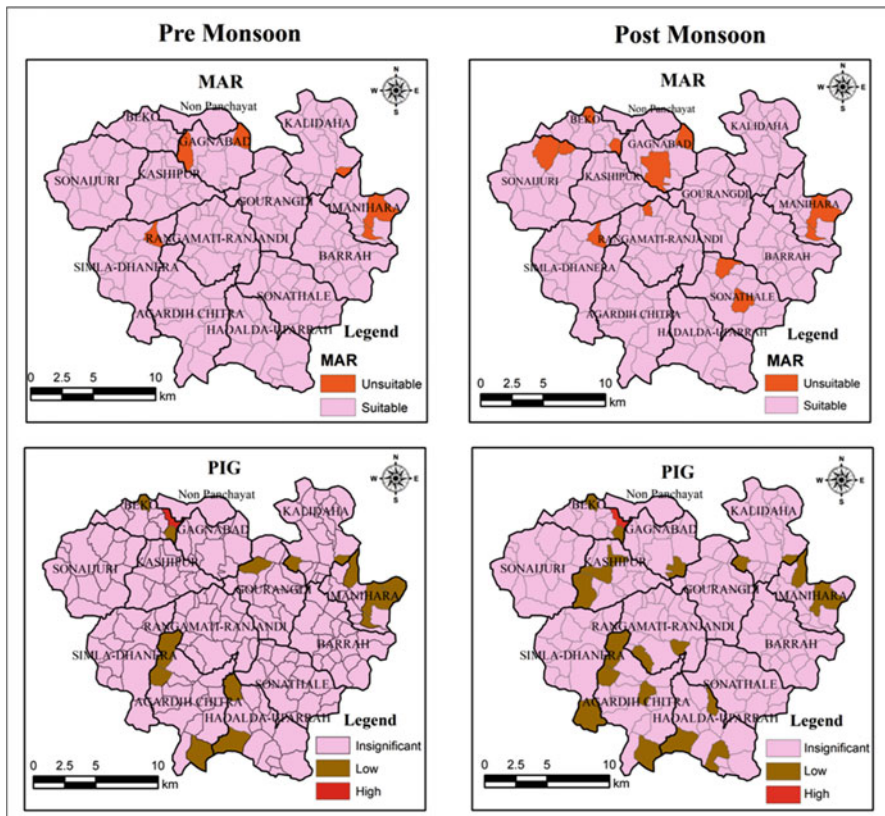 Pre Monsoon
Post Monsoon
MAR
N
W E
S
Non Panchayat
BEKO
KALIDAHA
GAGNABAD
SONAIJURI
KASHIPUR
GOURANGDI
MANIHARA
RANGAMATI-RANJANDI
BARRAH
SIMLA-DHANERA
SONATHALE
AGARDIH CHITRA
HADALDA-UPARRAH
Legend
MAR
Unsuitable
Suitable
0 2.5 5 10
km
MAR
N
W E
S
Non Panchayat
BEKO
KALIDAHA
GAGNABAD
SONAIJURI
KASHIPUR
GOURANGDI
MANIHARA
RANGAMATI-RANJANDI
BARRAH
SIMLA-DHANERA
SONATHALE
AGARDIH CHITRA
HADALDA-UPARRAH
Legend
MAR
Unsuitable
Suitable
0 2.5 5 10
km
PIG
N
W E
S
Non Panchayat
BEKO
KALIDAHA
GAGNABAD
SONAIJURI
KASHIPUR
GOURANGDI
MANIHARA
RANGAMATI-RANJANDI
BARRAH
SIMLA-DHANERA
SONATHALE
AGARDIH CHITRA
HADALDA-UPARRAH
Legend
Insignificant
Low
High
0 2.5 5 10
km
PIG
N
W E
S
Non Panchayat
BEKO
KALIDAHA
GAGNABAD
SONAIJURI
KASHIPUR
GOURANGDI
MANIHARA
RANGAMATI-RANJANDI
BARRAH
SIMLA-DHANERA
SONATHALE
AGARDIH CHITRA
HADALDA-UPARRAH
Legend
Insignificant
Low
High
0 2.5 5 10
km